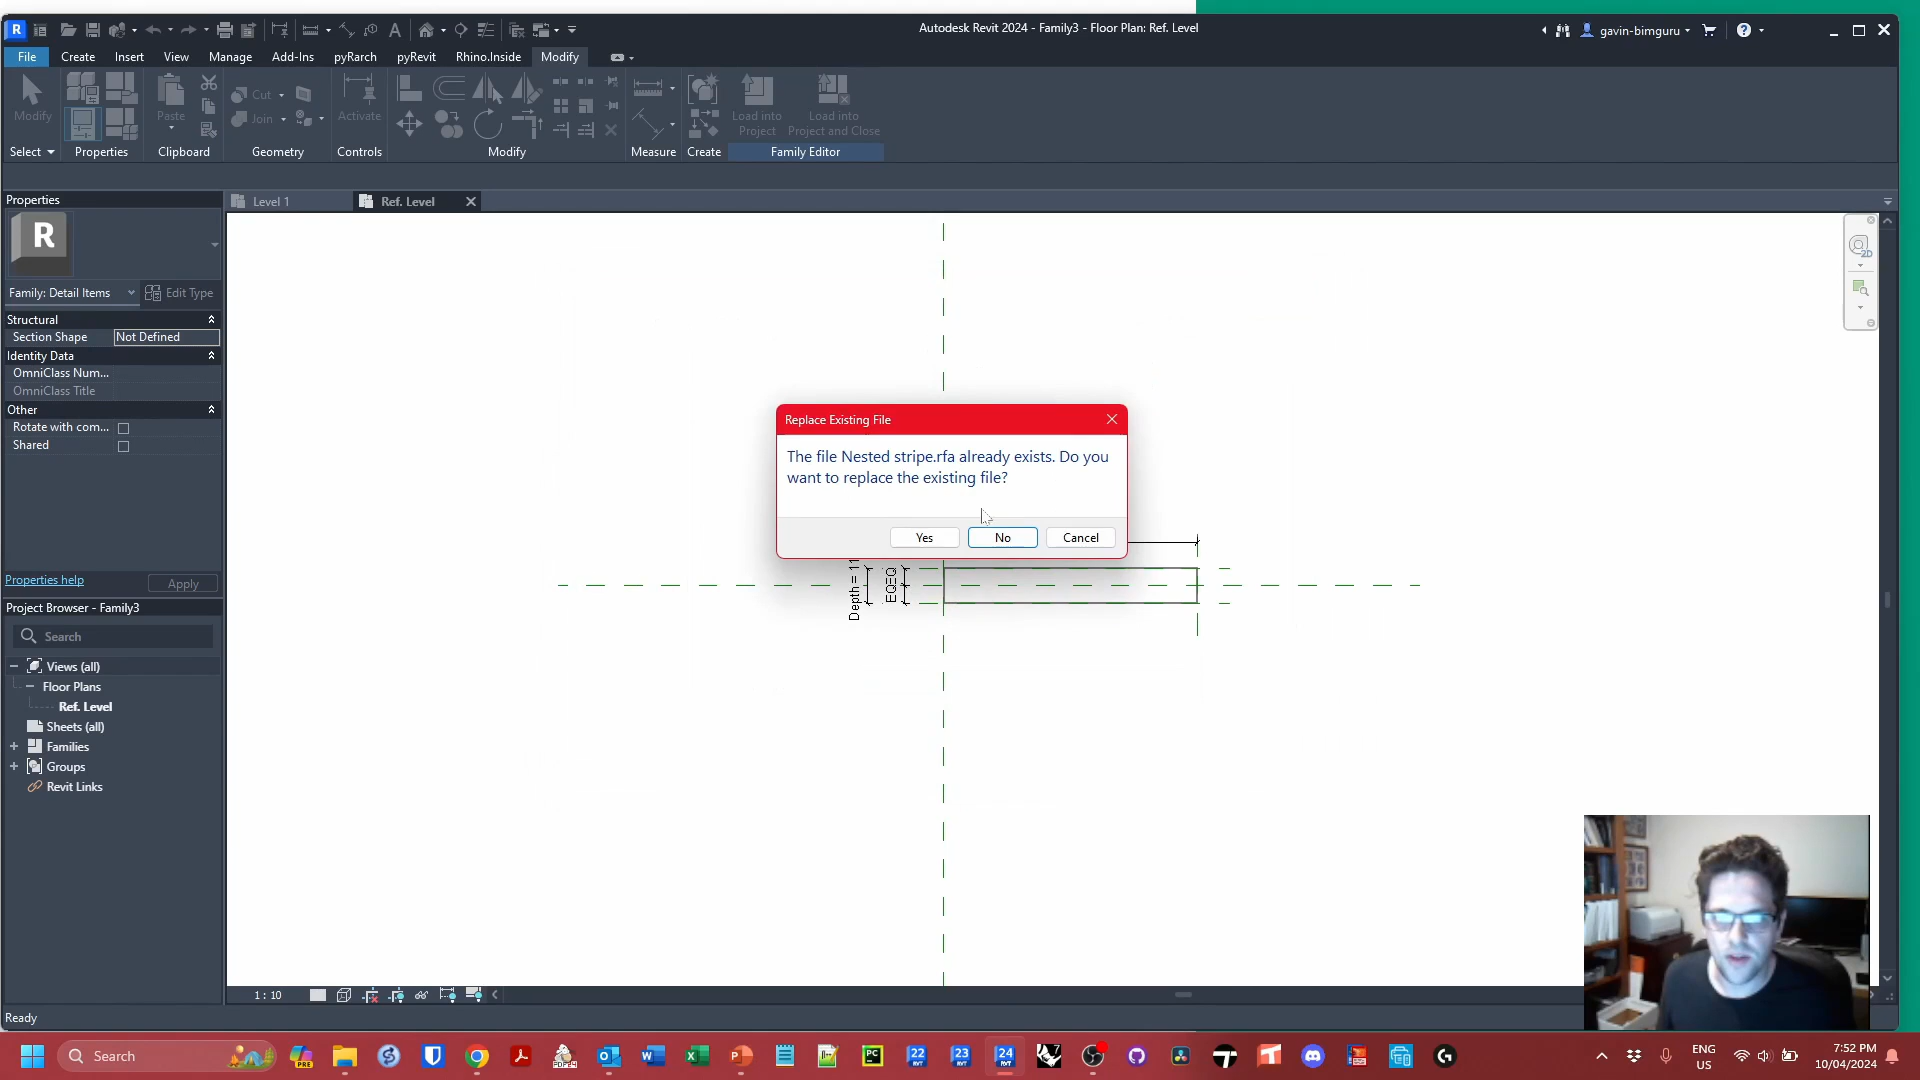 Autodesk Revit 2024 - Family3 - Floor Plan: Ref. Level
gavin-bimguru
File
Create
Insert
View
Manage
Add-Ins
pyRarch
pyRevit
Rhino.Inside
Modify
Modify
Paste
Cut
Join
Activate
Load into
Project
Load into
Project and Close
Select
Properties
Clipboard
Geometry
Controls
Modify
Measure
Create
Family Editor
Properties
Level 1
Ref. Level
R
Family: Detail Items
Edit Type
Structural
Section Shape
Not Defined
Identity Data
OmniClass Num...
OmniClass Title
Other
Rotate with com...
Shared
Properties help
Apply
Project Browser - Family3
Search
Views (all)
Floor Plans
Ref. Level
Sheets (all)
Families
Groups
Revit Links
2D
Replace Existing File
The file Nested stripe.rfa already exists. Do you
want to replace the existing file?
Yes
No
Cancel
Depth = 11
EQEQ
1 : 10
Ready
Search
ENG
US
7:52 PM
10/04/2024